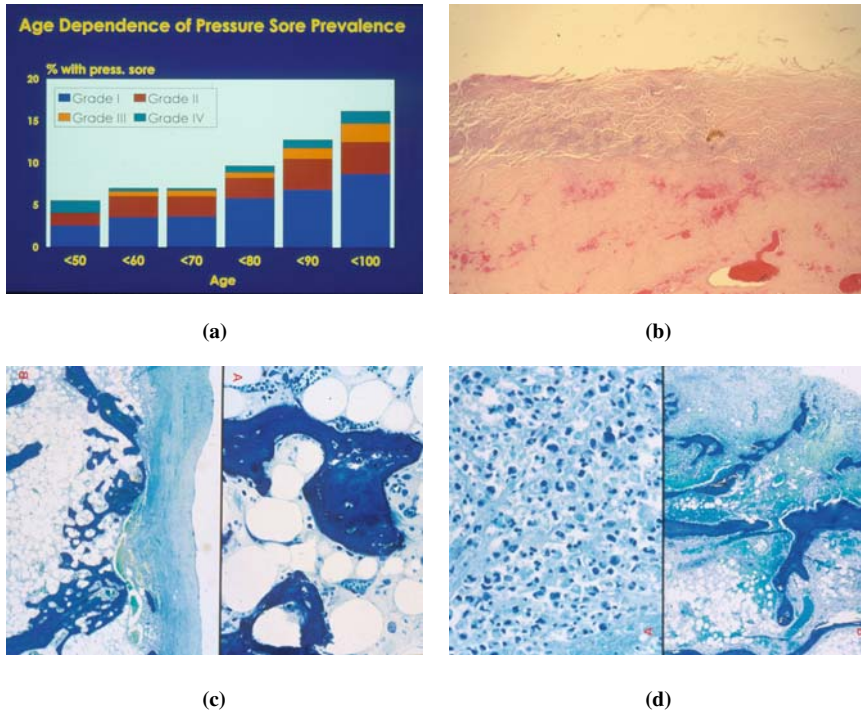 Age Dependence of Pressure Sore Prevalence
% with press. sore
20
15
10
5
0
Grade I
Grade II
Grade III
Grade IV
<50
<60
<70
<80
<90
<100
Age
(a)
(b)
B
A
A
(c)
(d)